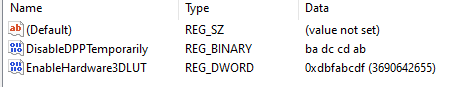 Name Type Data
(Default) REG_SZ (value not set)
DisableDPPTemporarily REG_BINARY ba dc cd ab
EnableHardware3DLUT REG_DWORD 0xdbfabcdf (3690642655)